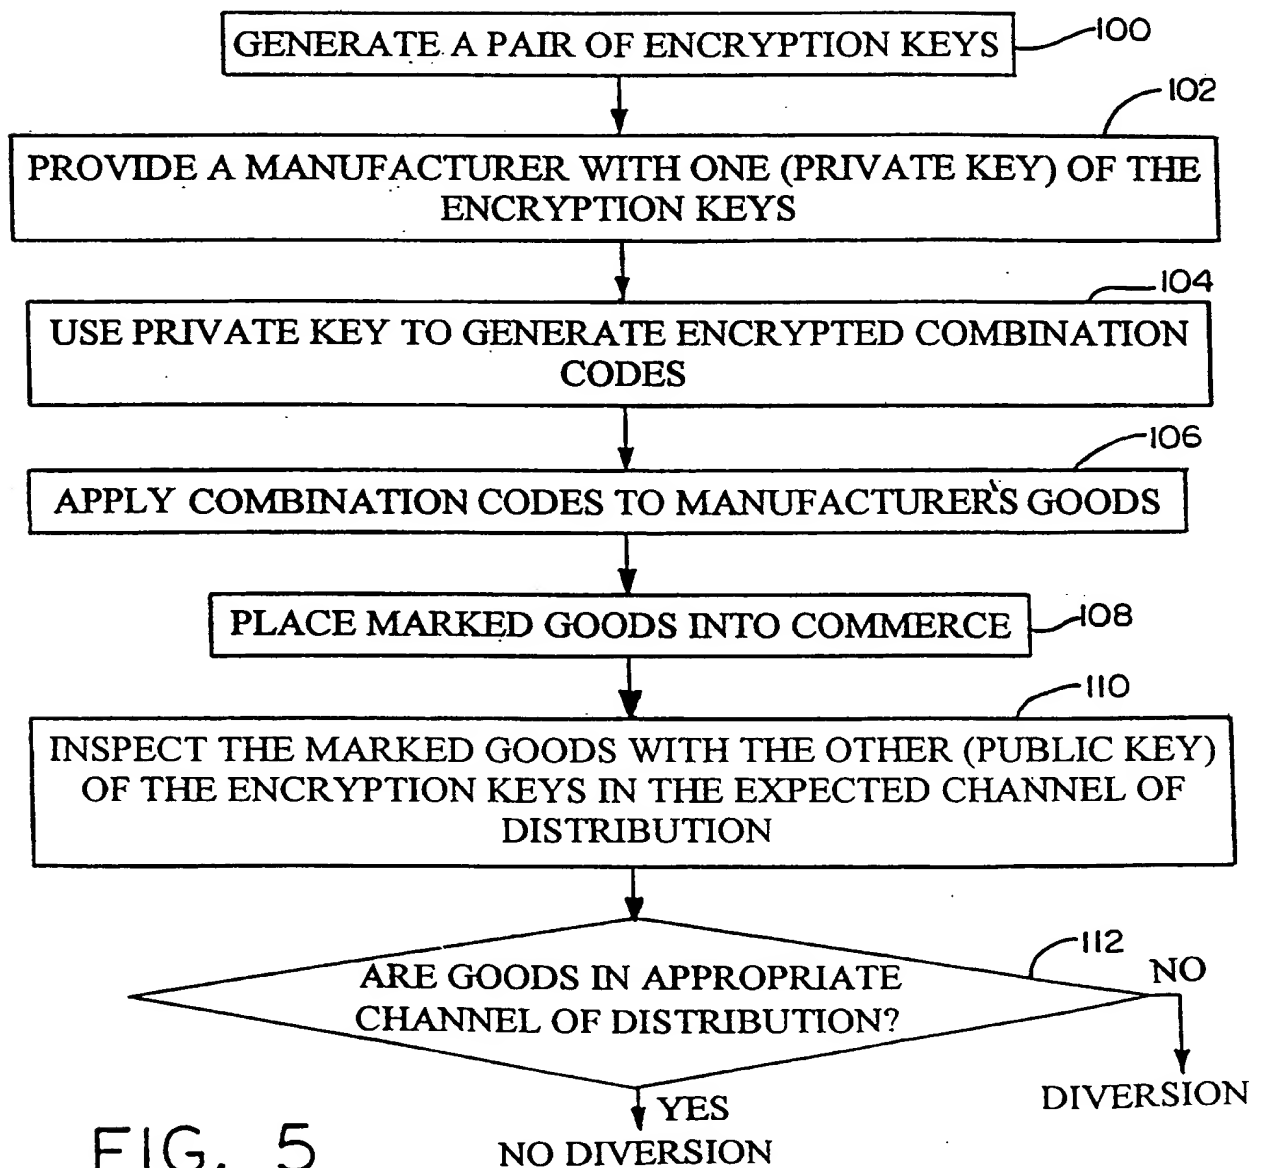 GENERATE A PAIR OF ENCRYPTION KEYS
100
102
PROVIDE A MANUFACTURER WITH ONE (PRIVATE KEY) OF THE
ENCRYPTION KEYS
104
USE PRIVATE KEY TO GENERATE ENCRYPTED COMBINATION
CODES
106
APPLY COMBINATION CODES TO MANUFACTURER'S GOODS
PLACE MARKED GOODS INTO COMMERCE
108
110
INSPECT THE MARKED GOODS WITH THE OTHER (PUBLIC KEY)
OF THE ENCRYPTION KEYS IN THE EXPECTED CHANNEL OF
DISTRIBUTION
112
NO
ARE GOODS IN APPROPRIATE
CHANNEL OF DISTRIBUTION?
DIVERSION
YES
NO DIVERSION
FIG. 5